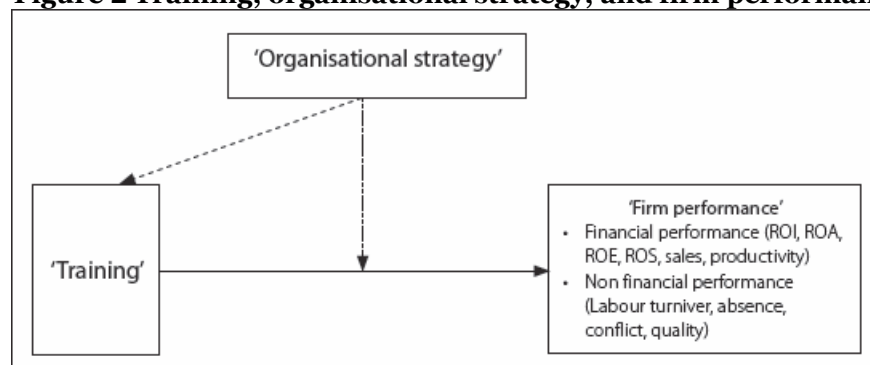 Figure 2 Training, organisational strategy, and firm performan
‘Organisational strategy’
‘Training’
‘Firm performance’
• Financial performance (ROI, ROA,
ROE, ROS, sales, productivity)
• Non financial performance
(Labour turniver, absence,
conflict, quality)